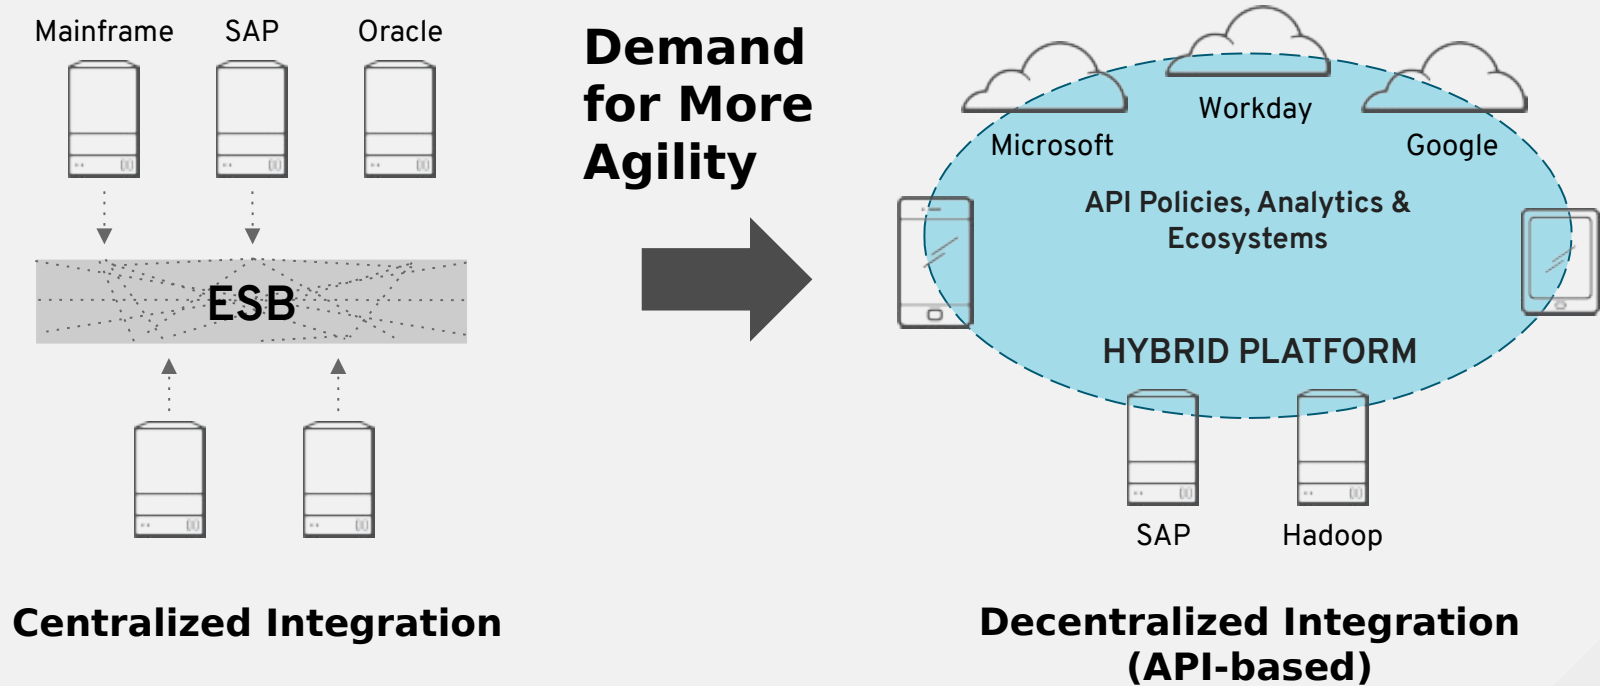 Mainframe
SAP
Oracle
ESB
Centralized Integration
Demand
for More
Agility
Workday
Microsoft
Google
API Policies, Analytics &
Ecosystems
HYBRID PLATFORM
SAP
Hadoop
Decentralized Integration
(API-based)